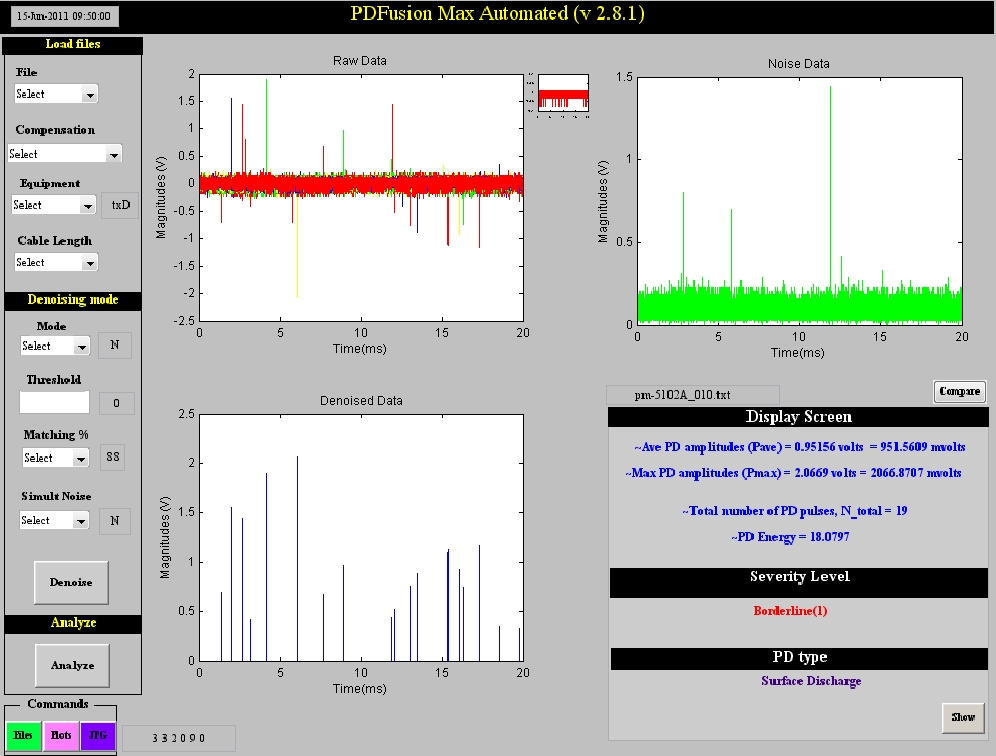 15-Jun-2011 09:50:00
PDFusion Max Automated (v 2.8.1)
Load files
File
Select
Compensation
Select
Equipment
Select
txD
Cable Length
Select
Denoising mode
Mode
Select
N
Threshold
0
Matching %
Select
88
Simult Noise
Select
N
Denoise
Analyze
Analyze
Commands
Files
Plots
JPG
3 3 2 0 9 0
Raw Data
Magnitudes (V)
2
1.5
1
0.5
0
-0.5
-1
-1.5
-2
-2.5
0 5 10 15 20
Time(ms)
Noise Data
Magnitudes (V)
1.5
1
0.5
0
0 5 10 15 20
Time(ms)
Denoised Data
Magnitudes (V)
2.5
2
1.5
1
0.5
0
0 5 10 15 20
Time(ms)
pm-5102A_010.txt
Compare
Display Screen
~Ave PD amplitudes (Pave) = 0.95156 volts = 951.5609 mvolts
~Max PD amplitudes (Pmax) = 2.0669 volts = 2066.8707 mvolts
~Total number of PD pulses, N_total = 19
~PD Energy = 18.0797
Severity Level
Borderline(1)
PD type
Surface Discharge
Show